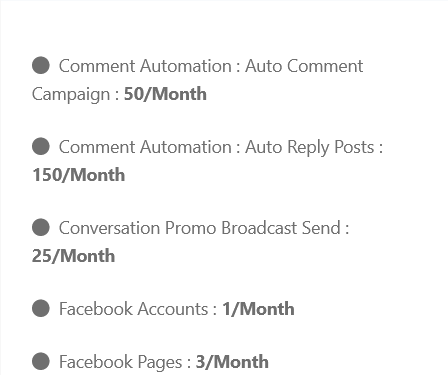 ● Comment Automation : Auto Comment
Campaign : 50/Month
● Comment Automation : Auto Reply Posts :
150/Month
● Conversation Promo Broadcast Send :
25/Month
● Facebook Accounts : 1/Month
● Facebook Pages : 3/Month